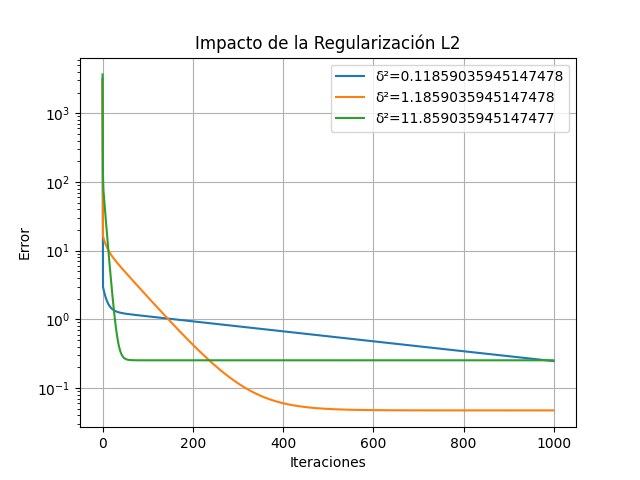 Impacto de la Regularización L2
δ²=0.11859035945147478
δ²=1.1859035945147478
δ²=11.859035945147477
Error
10³
10²
10¹
10⁰
10⁻¹
0 200 400 600 800 1000
Iteraciones